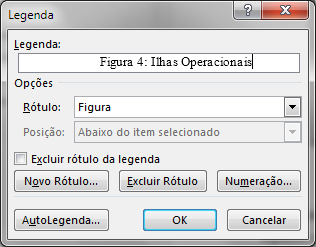 Legenda
Legenda:
Figura 4: Ilhas Operacionais
Opções
Rótulo: Figura
Posição: Abaixo do item selecionado
Excluir rótulo da legenda
Novo Rótulo... Excluir Rótulo Numeração...
AutoLegenda... OK Cancelar